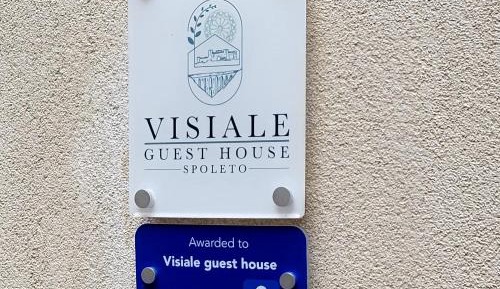 VISIALE
GUEST HOUSE
SPOLETO
Awarded to
Visiale guest house